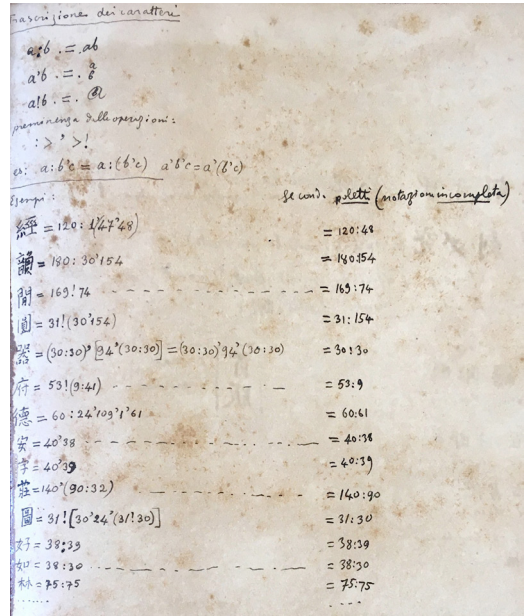 Trascrizione dei caratteri
a:b .=. ab
a'b .=. a
b
a!b .=.
preminenza delle operazioni:
: > ' > !
es: a:b'c = a:(b'c) a'b'c = a'(b'c)
Esempi: Secondo Poletti (notazione incompleta)
經 = 120: 1'(47'48) = 120:48
韻 = 180:30'154 = 180:154
閒 = 169!74 = 169:74
圓 = 31!(30'154) = 31:154
器 = (30:30)'[94'(30:30)] = (30:30)'94'(30:30) = 30:30
府 = 53!(9:41) = 53:9
德 = 60:24'109'1'61 = 60:61
安 = 40'38 = 40:38
字 = 40'39 = 40:39
莊 = 140'(90:32) = 140:90
圖 = 31![30'24'(31!30)] = 31:30
好 = 38:39 = 38:39
如 = 38:30 = 38:30
林 = 75:75 = 75:75
...... ....